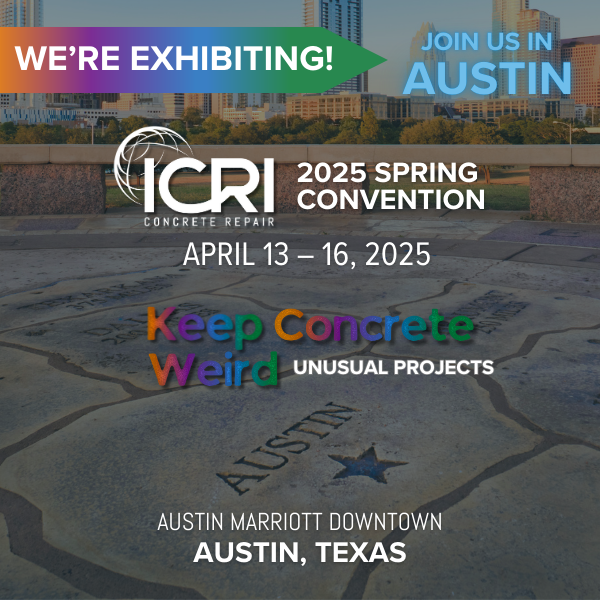 WE'RE EXHIBITING!
JOIN US IN
AUSTIN
ICRI
CONCRETE REPAIR
2025 SPRING
CONVENTION
APRIL 13 – 16, 2025
Keep Concrete
Weird UNUSUAL PROJECTS
AUSTIN
AUSTIN MARRIOTT DOWNTOWN
AUSTIN, TEXAS